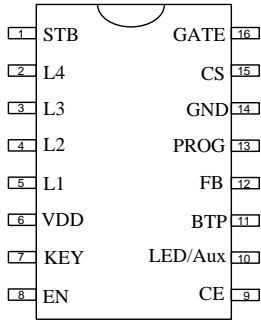 1 STB GATE 16
2 L4 CS 15
3 L3 GND 14
4 L2 PROG 13
5 L1 FB 12
6 VDD BTP 11
7 KEY LED/Aux 10
8 EN CE 9